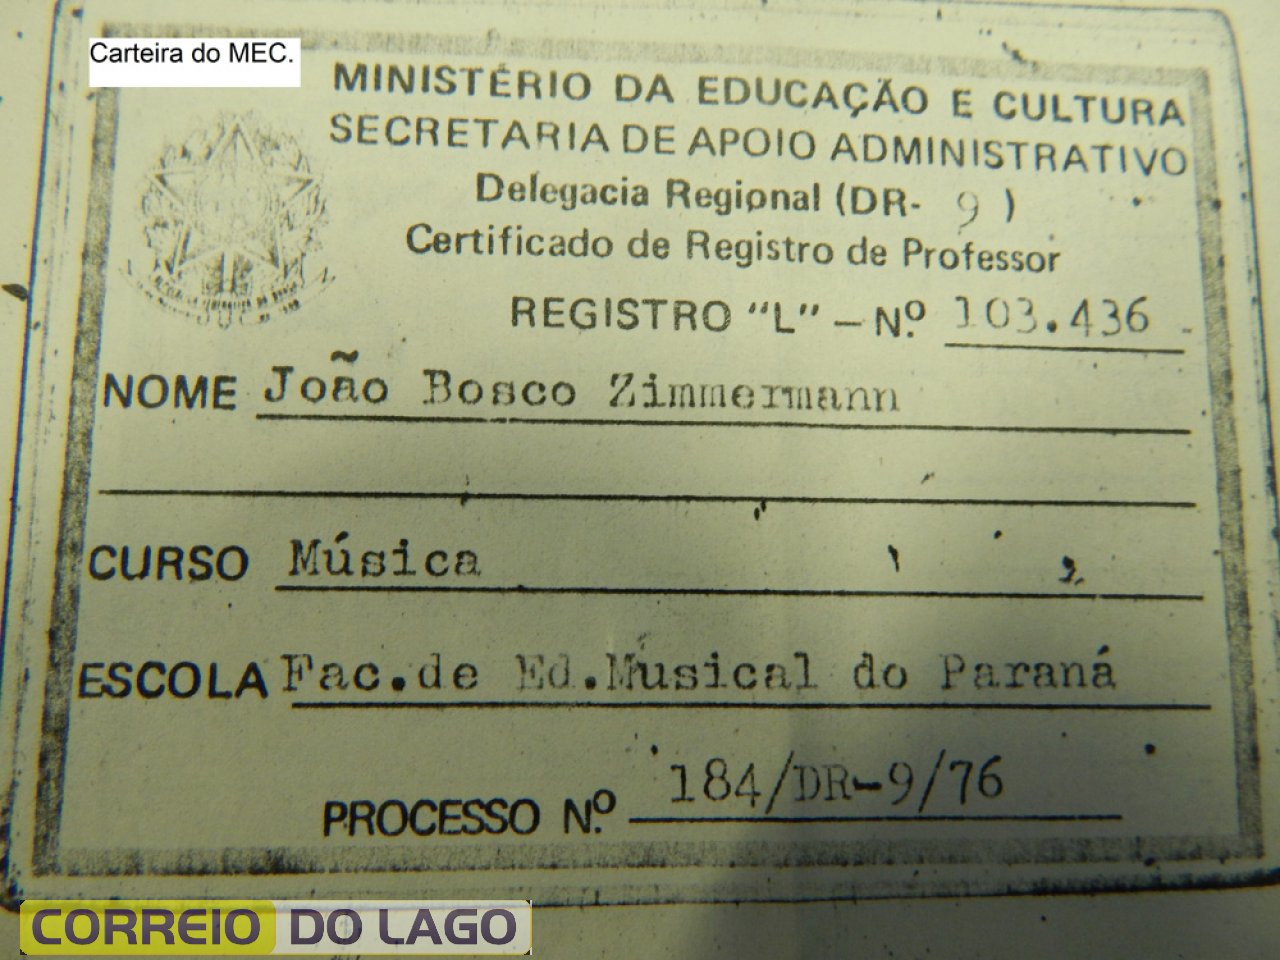 Carteira do MEC.
MINISTÉRIO DA EDUCAÇÃO E CULTURA
SECRETARIA DE APOIO ADMINISTRATIVO
Delegacia Regional (DR- 9 )
Certificado de Registro de Professor
REGISTRO "L" - Nº 103.436
NOME João Bosco Zimmermann
CURSO Música
ESCOLA Fac.de Ed.Musical do Paraná
PROCESSO Nº 184/DR-9/76
CORREIO DO LAGO